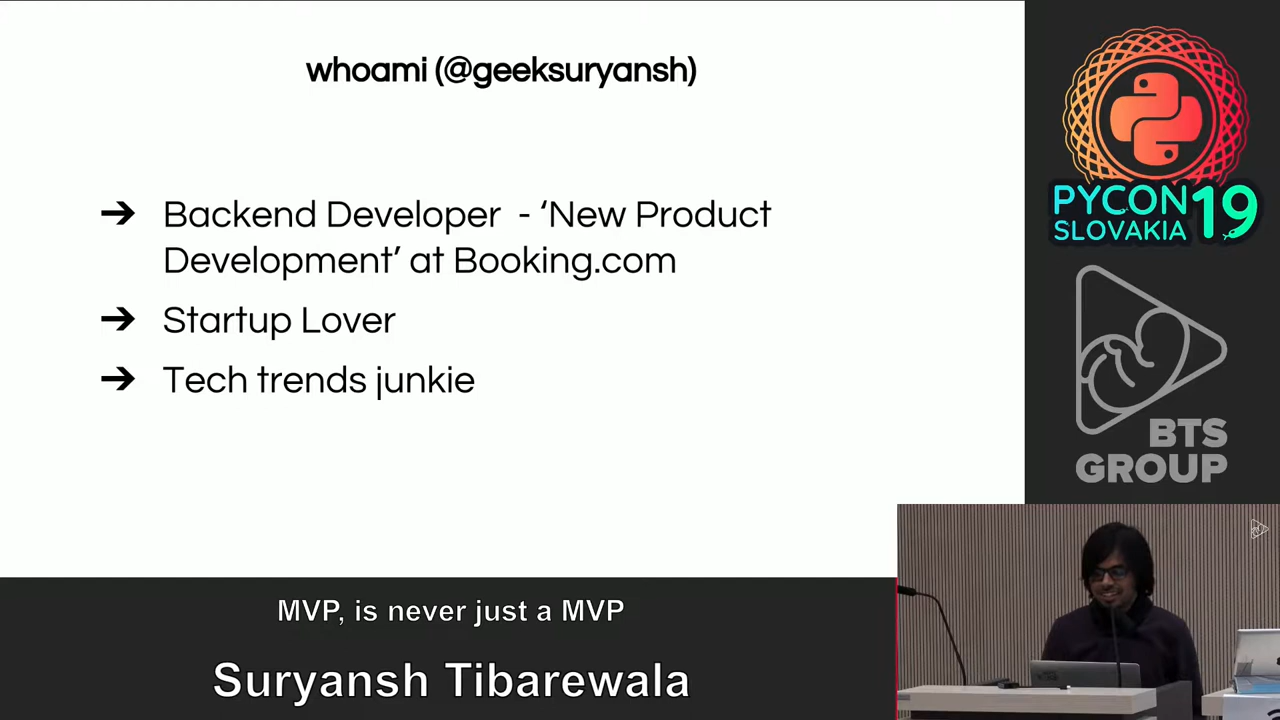 whoami (@geeksuryansh)
➔ Backend Developer - ‘New Product
Development’ at Booking.com
➔ Startup Lover
➔ Tech trends junkie
PYCON 19
SLOVAKIA
BTS
GROUP
MVP, is never just a MVP
Suryansh Tibarewala